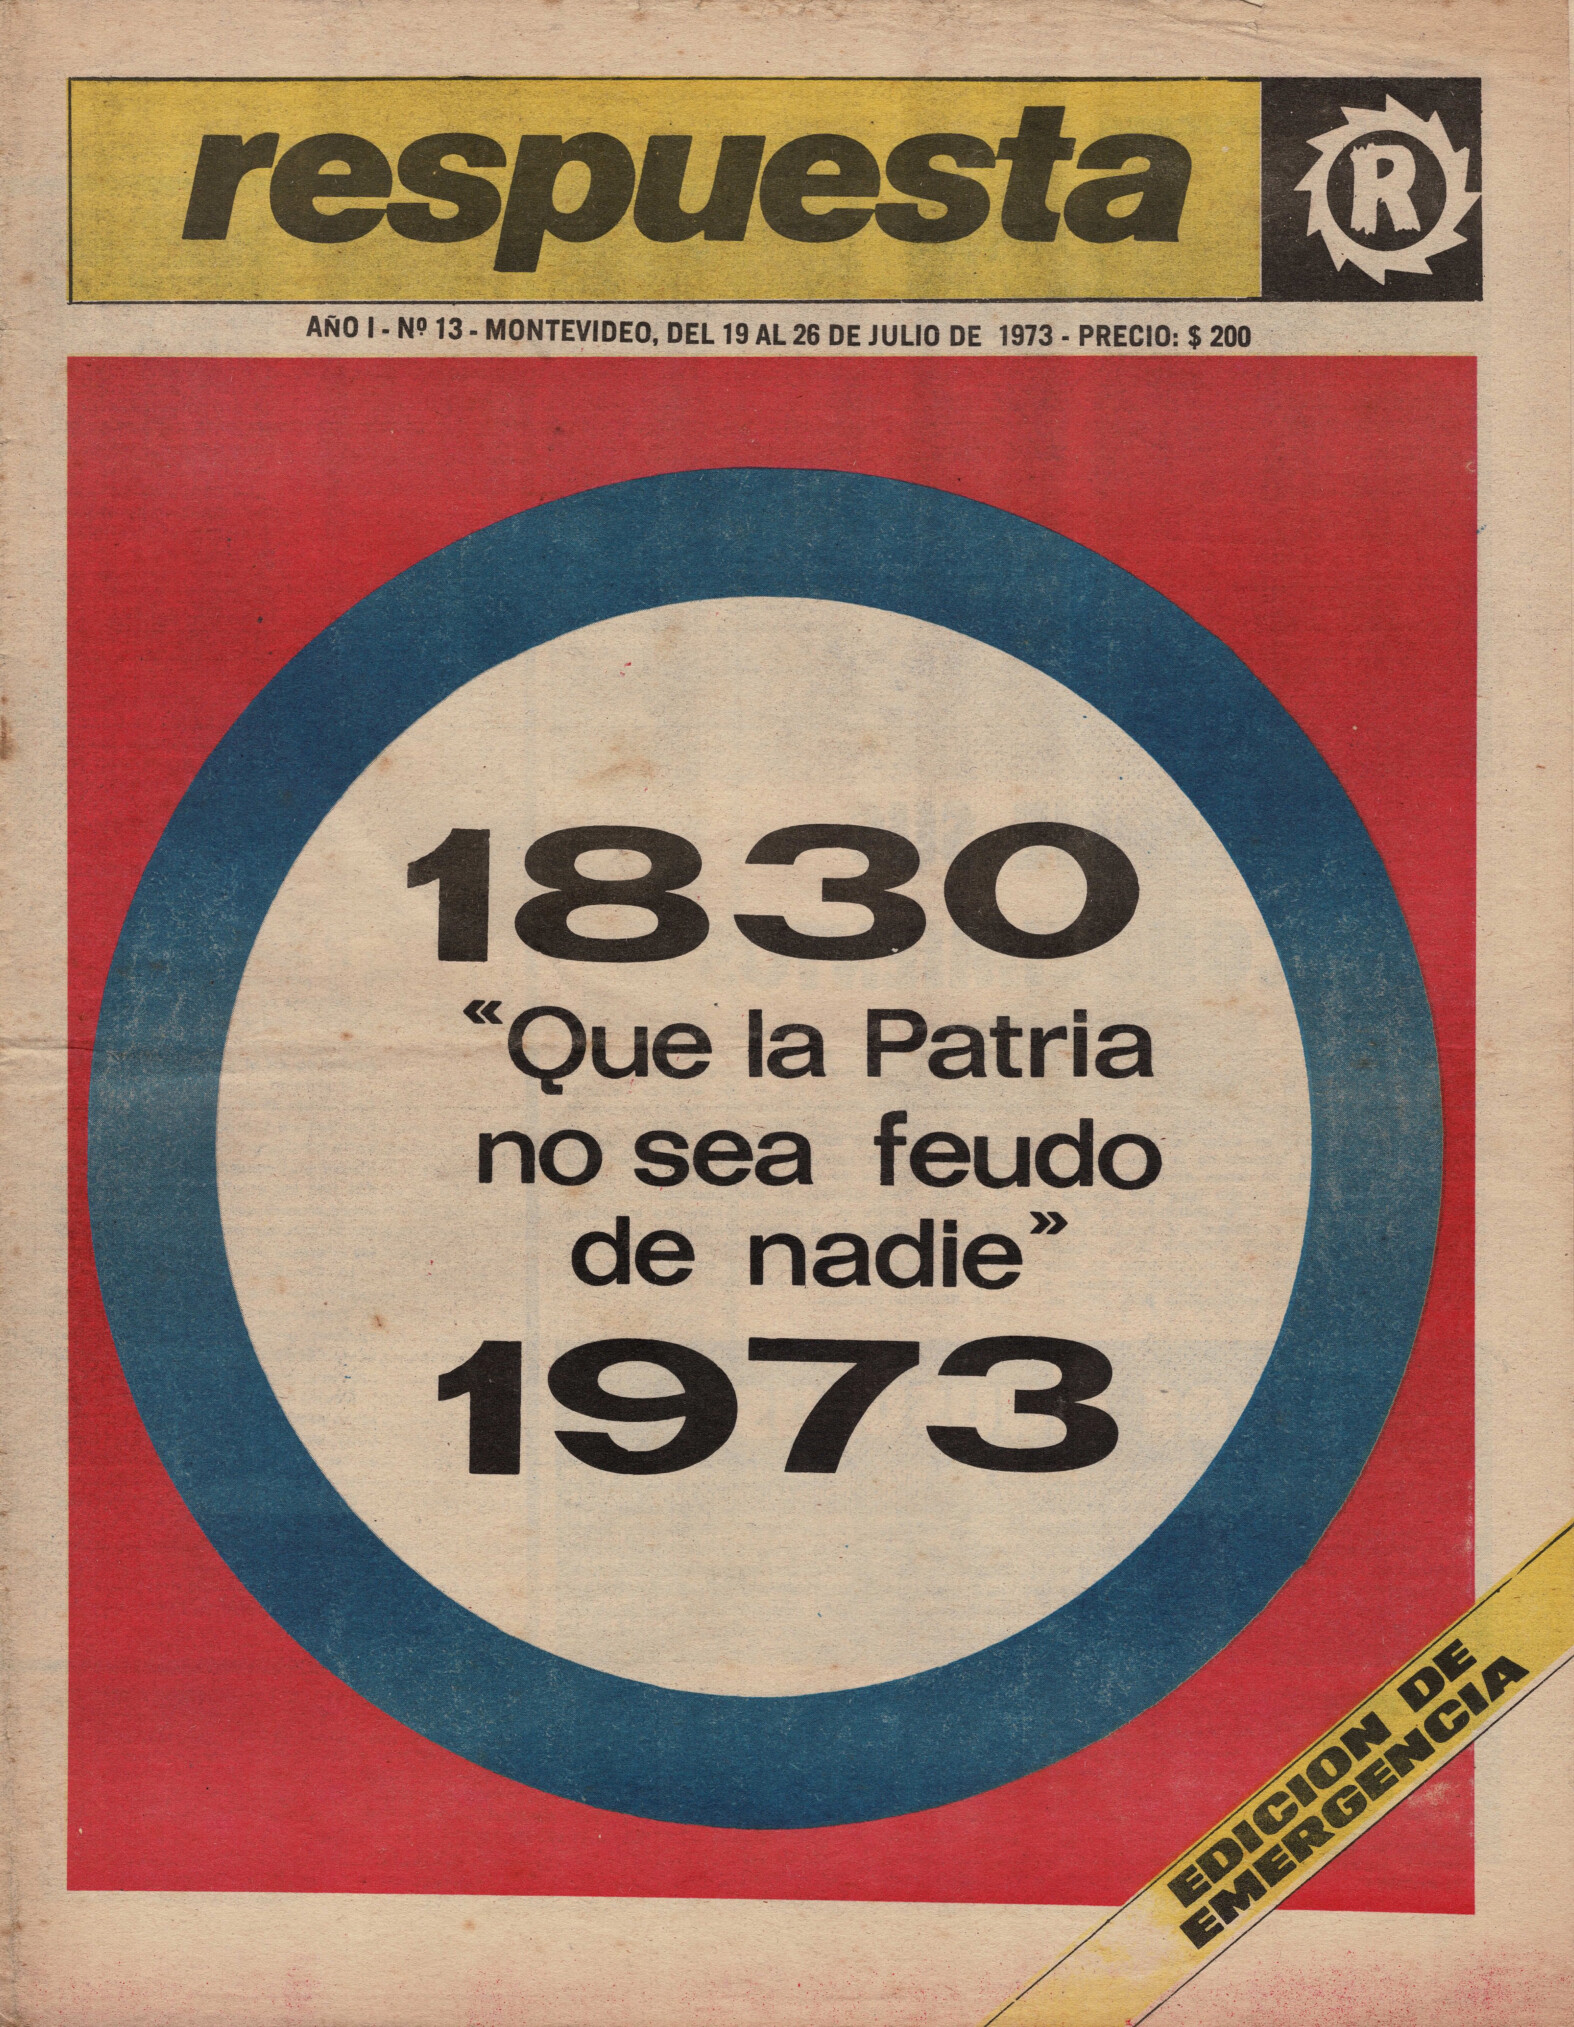 respuesta
R
AÑO I - Nº 13 - MONTEVIDEO, DEL 19 AL 26 DE JULIO DE 1973 - PRECIO: $ 200
1830
«Que la Patria
no sea feudo
de nadie»
1973
EDICION DE
EMERGENCIA